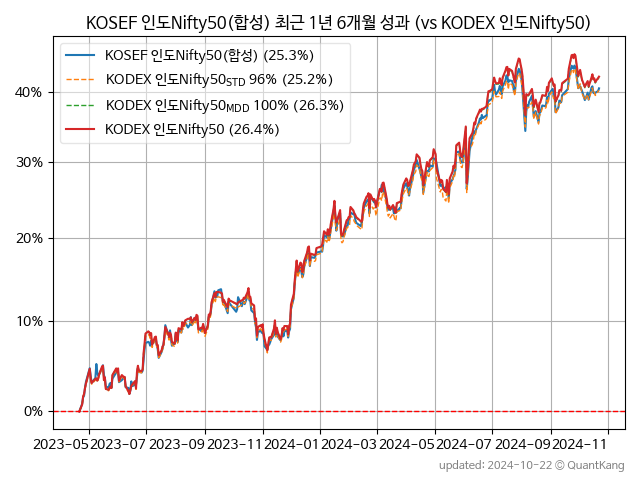 KOSEF 인도Nifty50(합성) 최근 1년 6개월 성과 (vs KODEX 인도Nifty50)
KOSEF 인도Nifty50(합성) (25.3%)
KODEX 인도Nifty50STD 96% (25.2%)
KODEX 인도Nifty50MDD 100% (26.3%)
KODEX 인도Nifty50 (26.4%)
40%
30%
20%
10%
0%
2023-05 2023-07 2023-09 2023-11 2024-01 2024-03 2024-05 2024-07 2024-09 2024-11
updated: 2024-10-22 © QuantKang